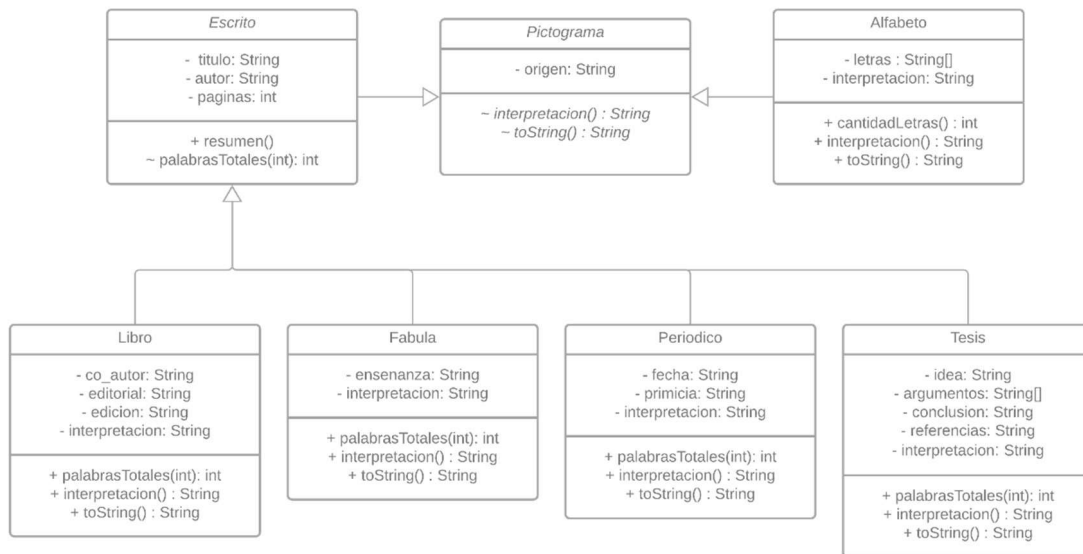 Escrito
- titulo: String
- autor: String
- paginas: int
+ resumen()
~ palabrasTotales(int): int
Pictograma
- origen: String
~ interpretacion() : String
~ toString() : String
Alfabeto
- letras : String[]
- interpretacion: String
+ cantidadLetras() : int
+ interpretacion() : String
+ toString() : String
Libro
- co_autor: String
- editorial: String
- edicion: String
- interpretacion: String
+ palabrasTotales(int): int
+ interpretacion() : String
+ toString() : String
Fabula
- ensenanza: String
- interpretacion: String
+ palabrasTotales(int): int
+ interpretacion() : String
+ toString() : String
Periodico
- fecha: String
- primicia: String
- interpretacion: String
+ palabrasTotales(int): int
+ interpretacion() : String
+ toString() : String
Tesis
- idea: String
- argumentos: String[]
- conclusion: String
- referencias: String
- interpretacion: String
+ palabrasTotales(int): int
+ interpretacion() : String
+ toString() : String